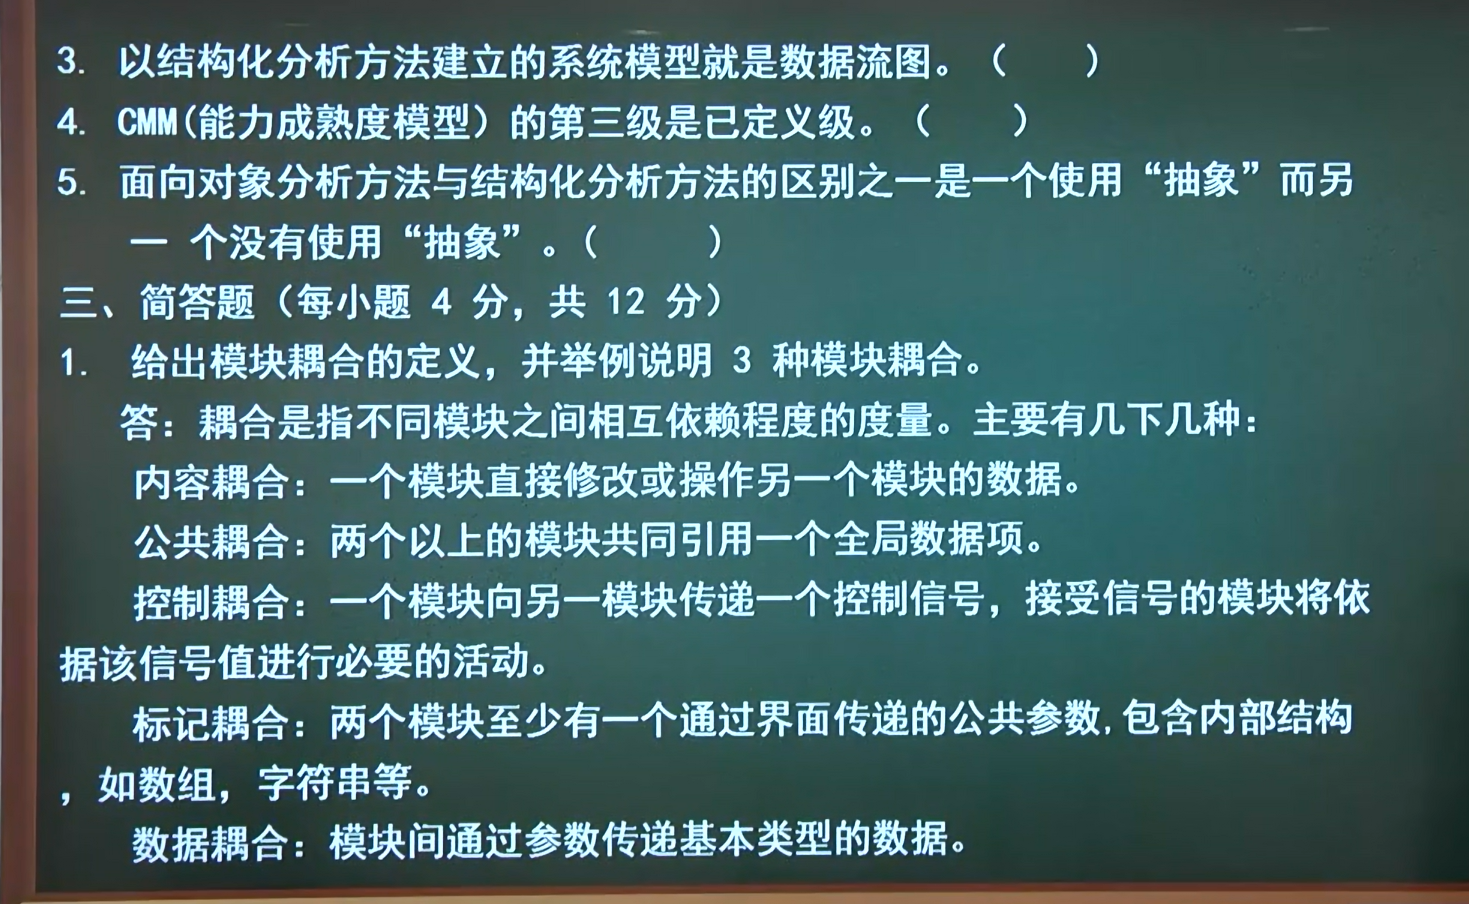 3. 以结构化分析方法建立的系统模型就是数据流图。（　　）
4. CMM(能力成熟度模型）的第三级是已定义级。（　　）
5. 面向对象分析方法与结构化分析方法的区别之一是一个使用“抽象”而另
一 个没有使用“抽象”。（　　）
三、简答题（每小题 4 分，共 12 分）
1. 给出模块耦合的定义，并举例说明 3 种模块耦合。
答：耦合是指不同模块之间相互依赖程度的度量。主要有几下几种：
内容耦合：一个模块直接修改或操作另一个模块的数据。
公共耦合：两个以上的模块共同引用一个全局数据项。
控制耦合：一个模块向另一模块传递一个控制信号，接受信号的模块将依
据该信号值进行必要的活动。
标记耦合：两个模块至少有一个通过界面传递的公共参数,包含内部结构
，如数组，字符串等。
数据耦合：模块间通过参数传递基本类型的数据。